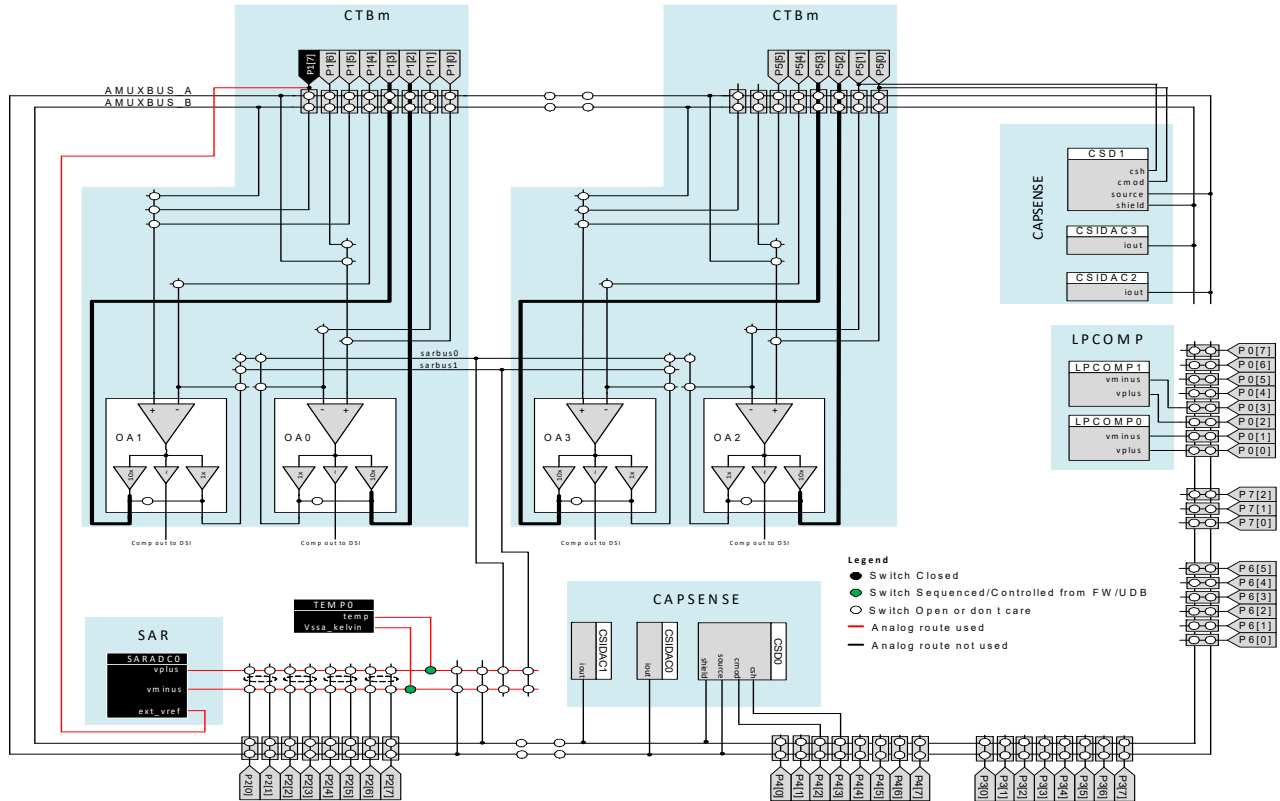 CTBm
CTBm
P1[7]
P1[6]
P1[5]
P1[4]
P1[3]
P1[2]
P1[1]
P1[0]
P5[5]
P5[4]
P5[3]
P5[2]
P5[1]
P5[0]
AMUXBUS A
AMUXBUS B
CAPSENSE
CSD1
csh
cmod
source
shield
CSIDAC3
iout
CSIDAC2
iout
LPCOMP
LPCOMP1
vminus
vplus
LPCOMP0
vminus
vplus
P0[7]
P0[6]
P0[5]
P0[4]
P0[3]
P0[2]
P0[1]
P0[0]
sarbus0
sarbus1
+
-
OA1
10x
~
1x
-
+
OA0
1x
~
10x
+
-
OA3
10x
~
1x
-
+
OA2
1x
~
10x
Comp out to DSI
Comp out to DSI
Comp out to DSI
Comp out to DSI
P7[2]
P7[1]
P7[0]
P6[5]
P6[4]
P6[3]
P6[2]
P6[1]
P6[0]
Legend
Switch Closed
Switch Sequenced/Controlled from FW/UDB
Switch Open or don t care
Analog route used
Analog route not used
TEMP0
temp
Vssa_kelvin
SAR
SARADC0
vplus
vminus
ext_vref
CAPSENSE
CSIDAC1
iout
CSIDAC0
iout
CSD0
shield
source
cmod
csh
P2[0]
P2[1]
P2[2]
P2[3]
P2[4]
P2[5]
P2[6]
P2[7]
P4[0]
P4[1]
P4[2]
P4[3]
P4[4]
P4[5]
P4[6]
P4[7]
P3[0]
P3[1]
P3[2]
P3[3]
P3[4]
P3[5]
P3[6]
P3[7]